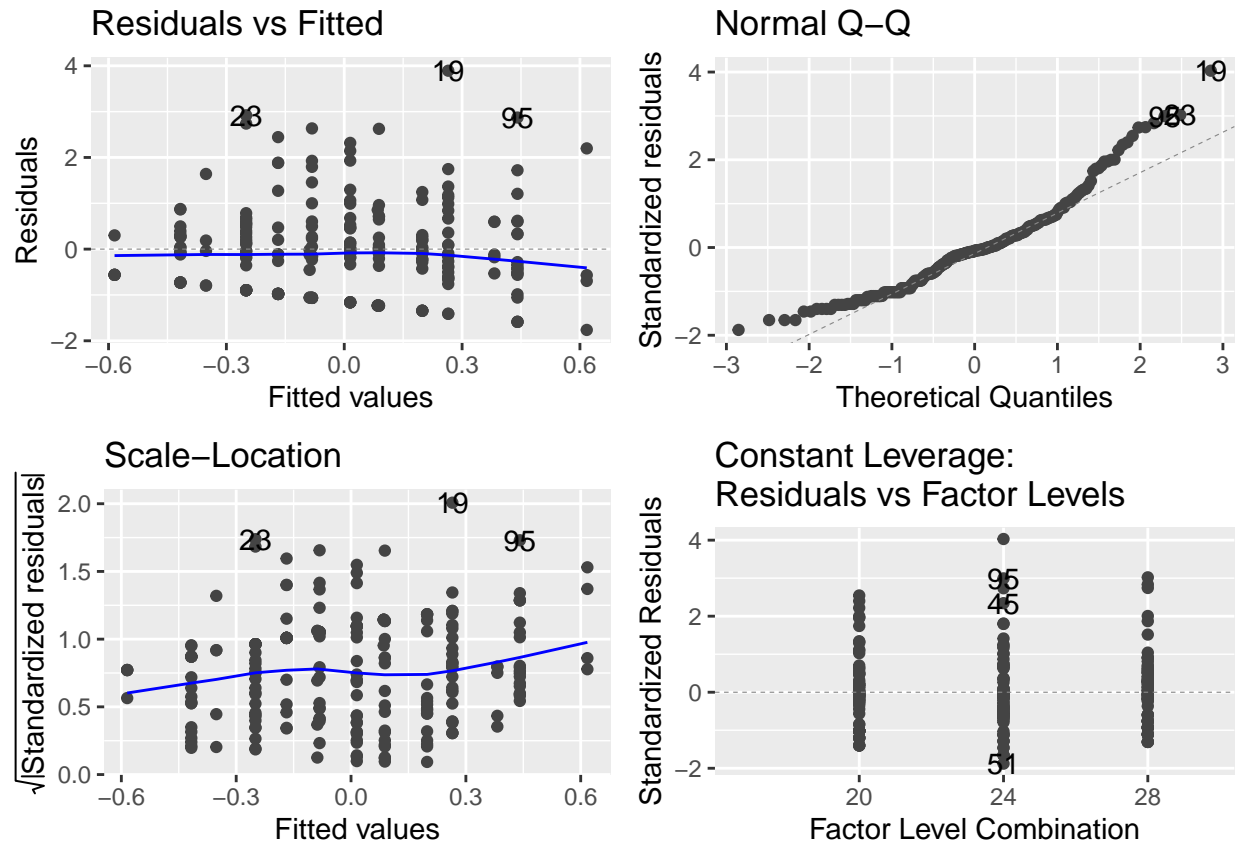 Residuals vs Fitted
Residuals
4
2
0
−2
19
23
95
−0.6 −0.3 0.0 0.3 0.6
Fitted values
Normal Q−Q
Standardized residuals
4
2
0
−2
19
95
23
−3 −2 −1 0 1 2 3
Theoretical Quantiles
Scale−Location
√|Standardized residuals|
2.0
1.5
1.0
0.5
0.0
19
23
95
−0.6 −0.3 0.0 0.3 0.6
Fitted values
Constant Leverage:
Residuals vs Factor Levels
Standardized Residuals
4
2
0
−2
95
45
51
20 24 28
Factor Level Combination